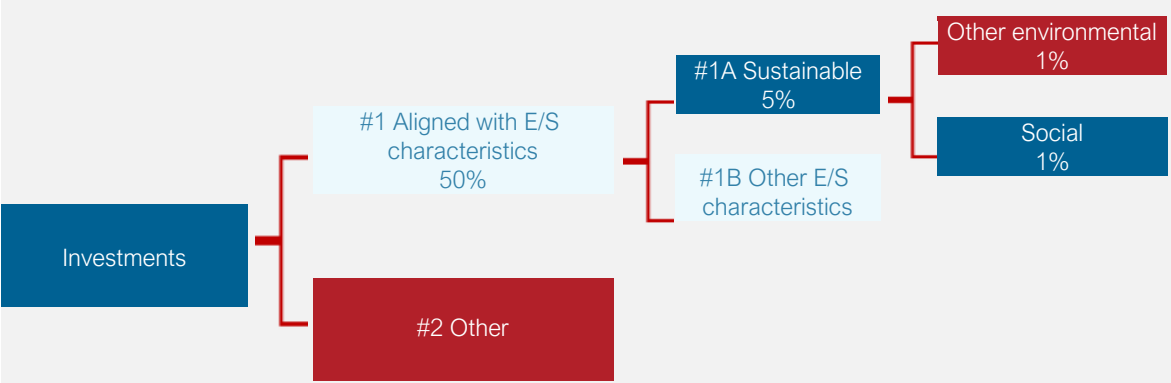 Other environmental
1%
#1A Sustainable
5%
#1 Aligned with E/S
characteristics
50%
Social
1%
#1B Other E/S
characteristics
Investments
#2 Other